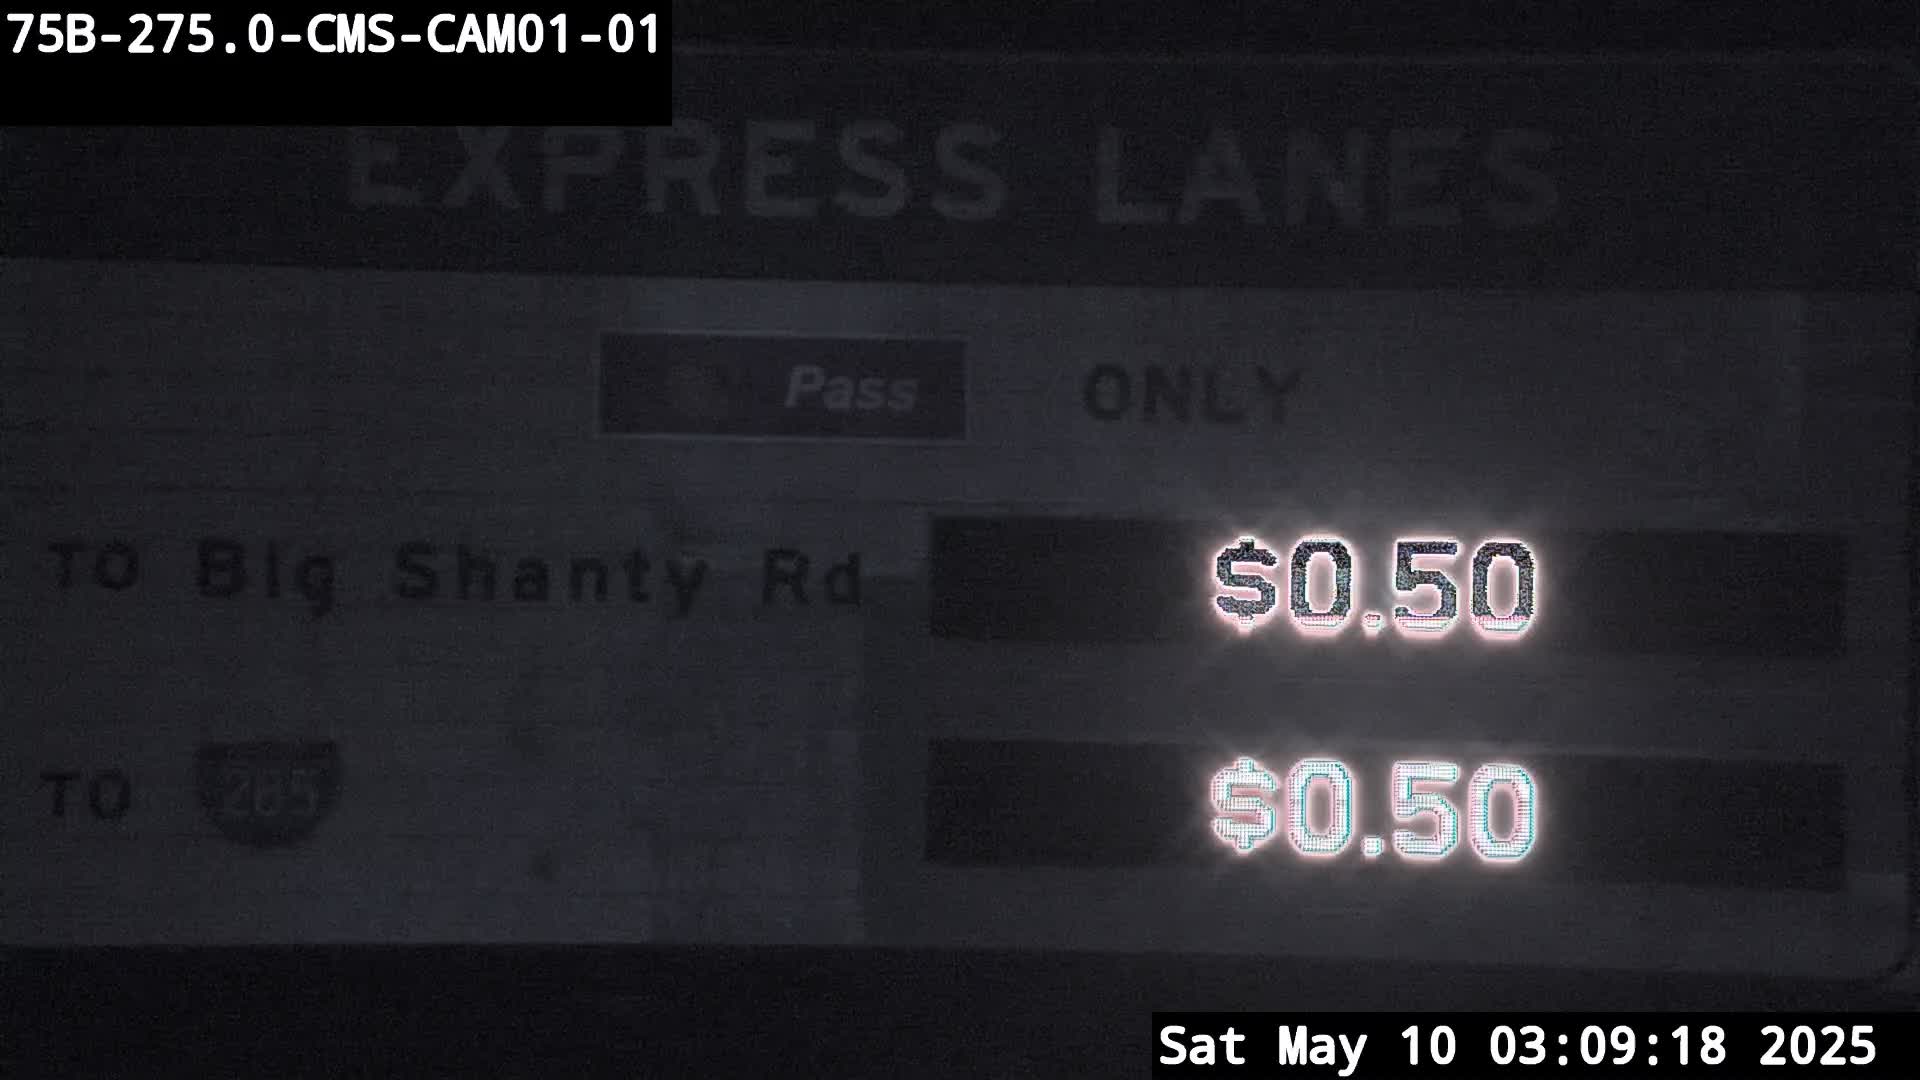 75B-275.0-CMS-CAM01-01
EXPRESS LANES
Pass ONLY
TO Big Shanty Rd $0.50
TO 285 $0.50
Sat May 10 03:09:18 2025